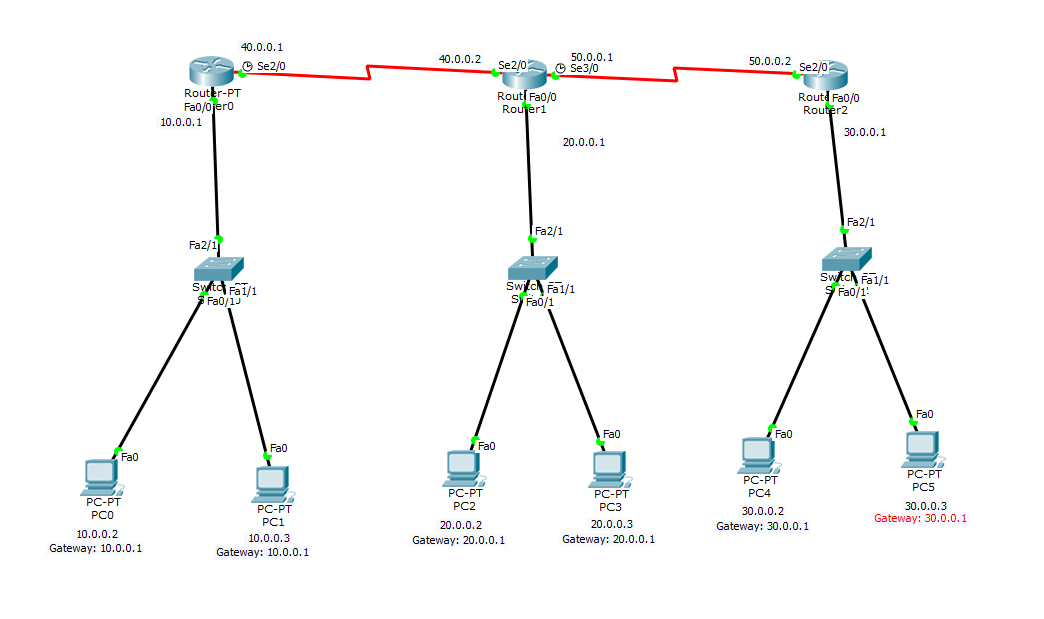 40.0.0.1
Se2/0
40.0.0.2
Se2/0
50.0.0.1
Se3/0
50.0.0.2
Se2/0
Router-PT
Fa0/0
10.0.0.1
Fa0/0
Router1
20.0.0.1
Fa0/0
Router2
30.0.0.1
Fa2/1
Fa2/1
Fa2/1
Fa1/1
Fa0/1
Fa1/1
Fa0/1
Fa1/1
Fa0/1
Fa0
PC-PT
PC0
10.0.0.2
Gateway: 10.0.0.1
Fa0
PC-PT
PC1
10.0.0.3
Gateway: 10.0.0.1
Fa0
PC-PT
PC2
20.0.0.2
Gateway: 20.0.0.1
Fa0
PC-PT
PC3
20.0.0.3
Gateway: 20.0.0.1
Fa0
PC-PT
PC4
30.0.0.2
Gateway: 30.0.0.1
Fa0
PC-PT
PC5
30.0.0.3
Gateway: 30.0.0.1